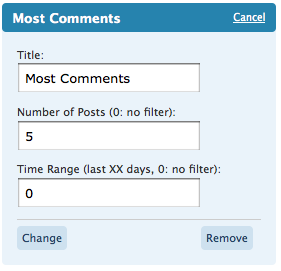 Most Comments Cancel
Title:
Most Comments
Number of Posts (0: no filter):
5
Time Range (last XX days, 0: no filter):
0
Change Remove